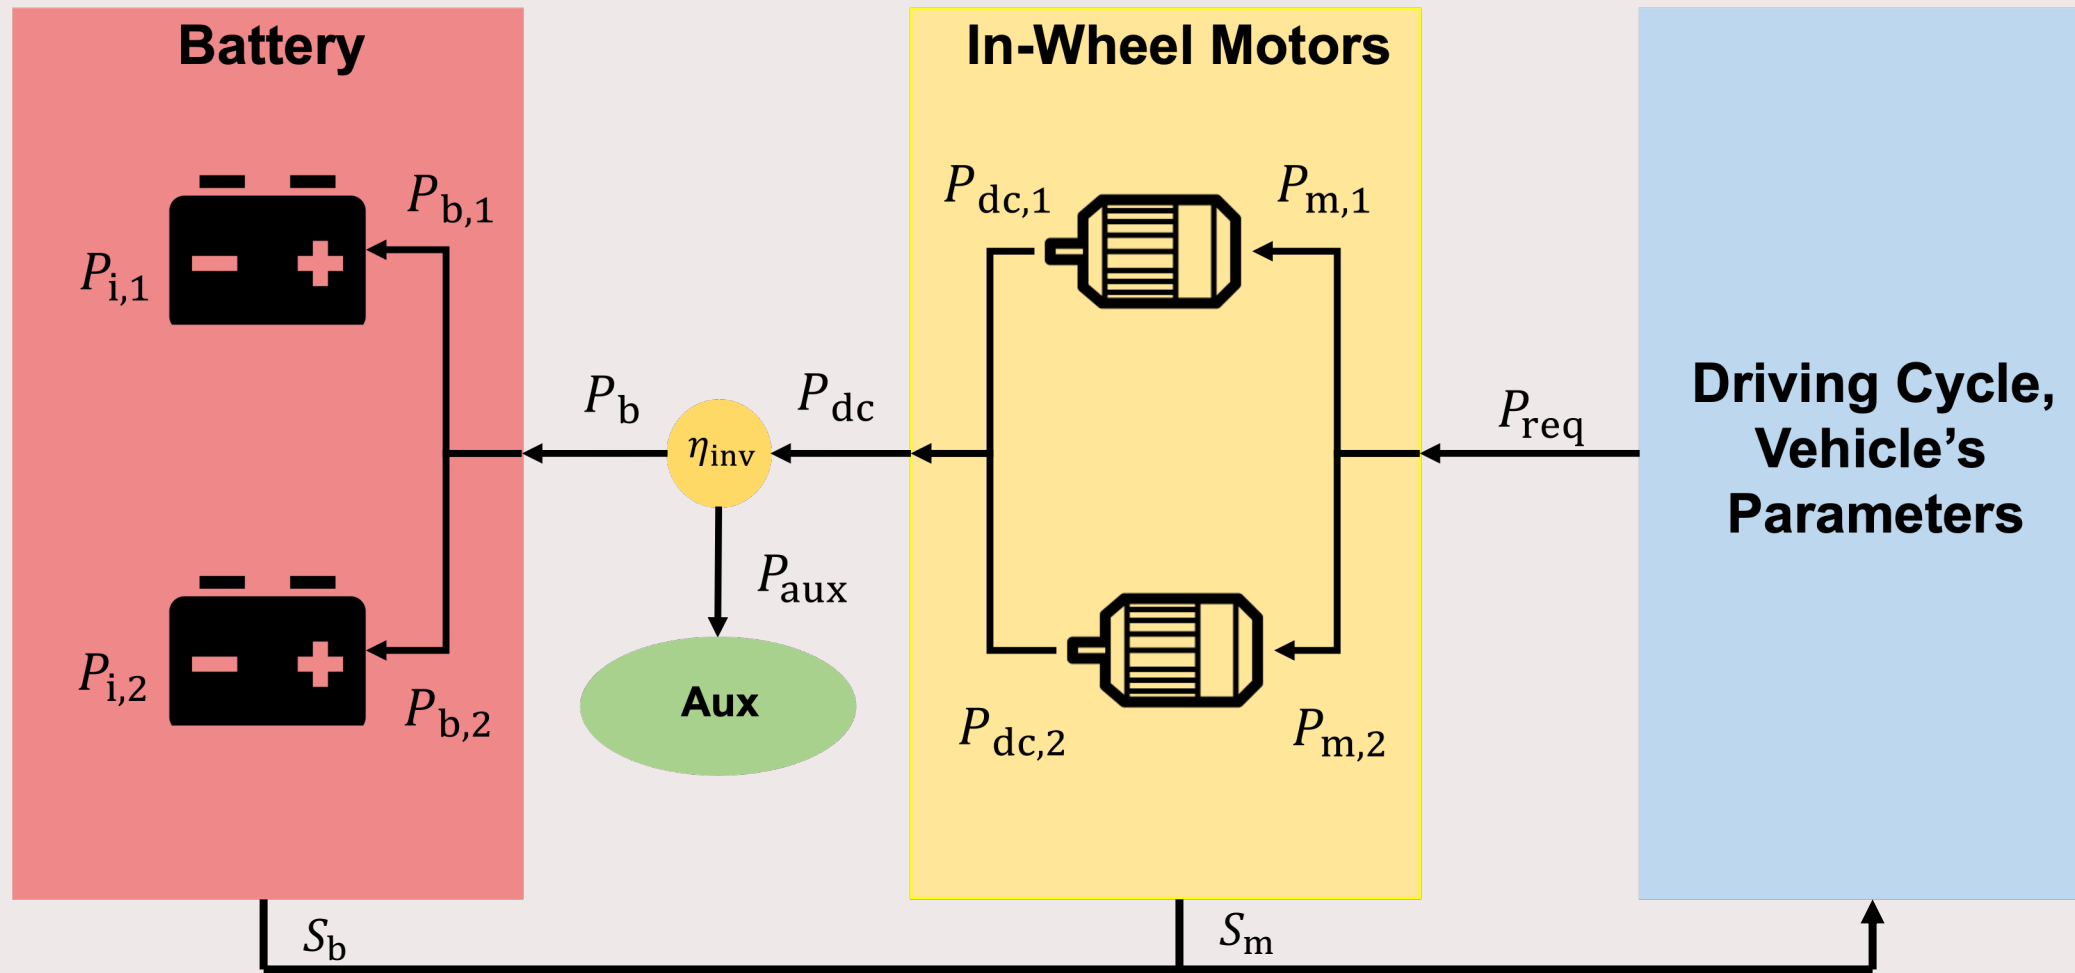 Battery
In-Wheel Motors
P_b,1
P_i,1
P_dc,1
P_m,1
P_b
η_inv
P_dc
P_req
Driving Cycle,
Vehicle’s
Parameters
P_aux
Aux
P_i,2
P_b,2
P_dc,2
P_m,2
S_b
S_m